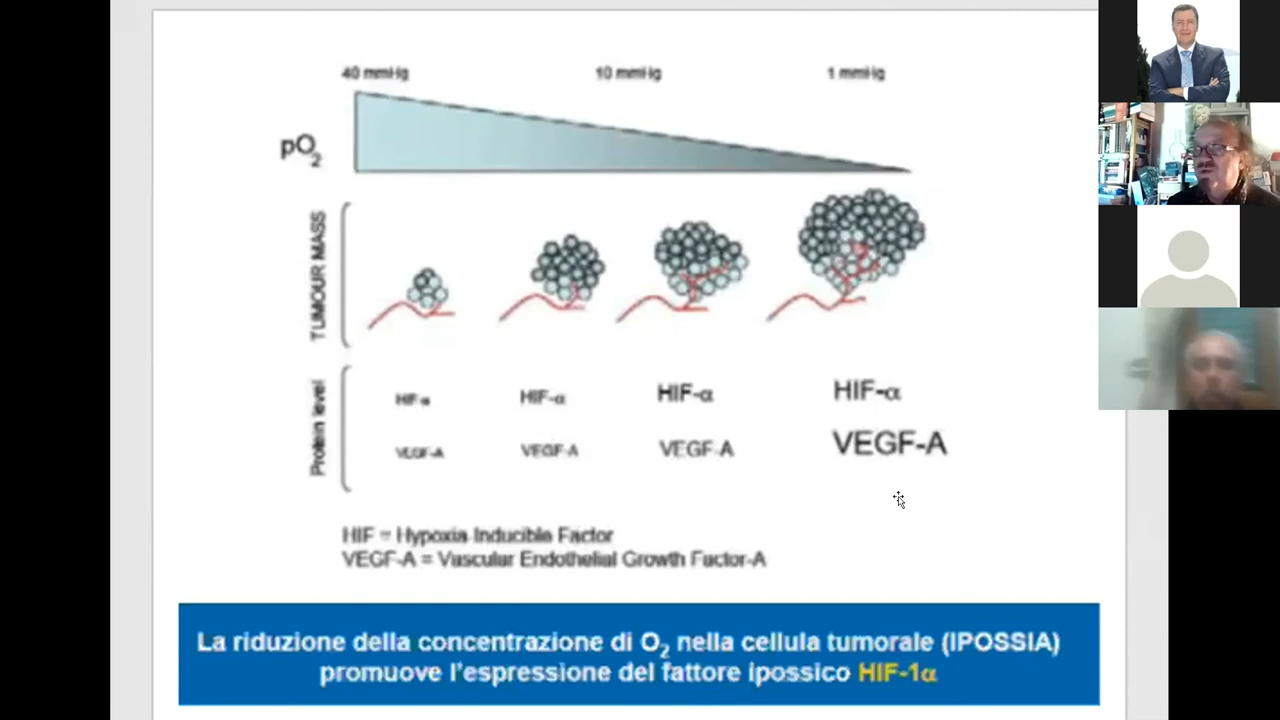 40 mmHg 10 mmHg 1 mmHg
pO2
TUMOUR MASS
Protein level
HIF-α HIF-α HIF-α HIF-α
VEGF-A VEGF-A VEGF-A VEGF-A
HIF = Hypoxia Inducible Factor
VEGF-A = Vascular Endothelial Growth Factor-A
La riduzione della concentrazione di O2 nella cellula tumorale (IPOSSIA)
promuove l'espressione del fattore ipossico HIF-1α